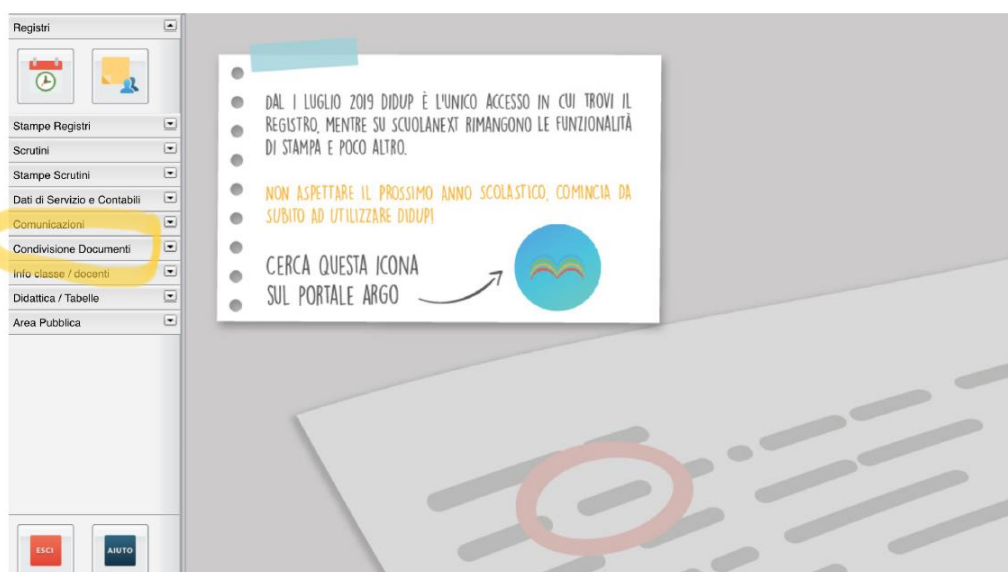 Registri
Stampe Registri
Scrutini
Stampe Scrutini
Dati di Servizio e Contabili
Comunicazioni
Condivisione Documenti
Info classe / docenti
Didattica / Tabelle
Area Pubblica
ESCI
AIUTO
DAL 1 LUGLIO 2019 DIDUP È L'UNICO ACCESSO IN CUI TROVI IL
REGISTRO, MENTRE SU SCUOLANEXT RIMANGONO LE FUNZIONALITÀ
DI STAMPA E POCO ALTRO.
NON ASPETTARE IL PROSSIMO ANNO SCOLASTICO, COMINCIA DA
SUBITO AD UTILIZZARE DIDUP!
CERCA QUESTA ICONA
SUL PORTALE ARGO